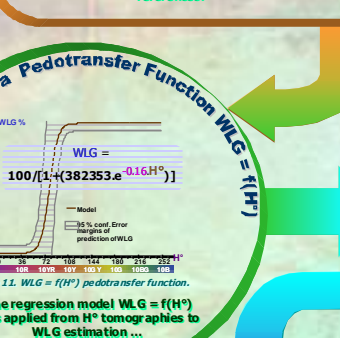 a Pedotransfer Function WLG = f(H°)
WLG %
WLG =
100/[1+(382353.e-0.16.H°)]
Model
95 % conf. Error
margins of
prediction of WLG
36 72 108 144 180 216 252 H°
10R 10YR 10Y 10GY 10G 10BG 10B
11. WLG = f(H°) pedotransfer function.
e regression model WLG = f(H°)
applied from H° tomographies to
WLG estimation ...